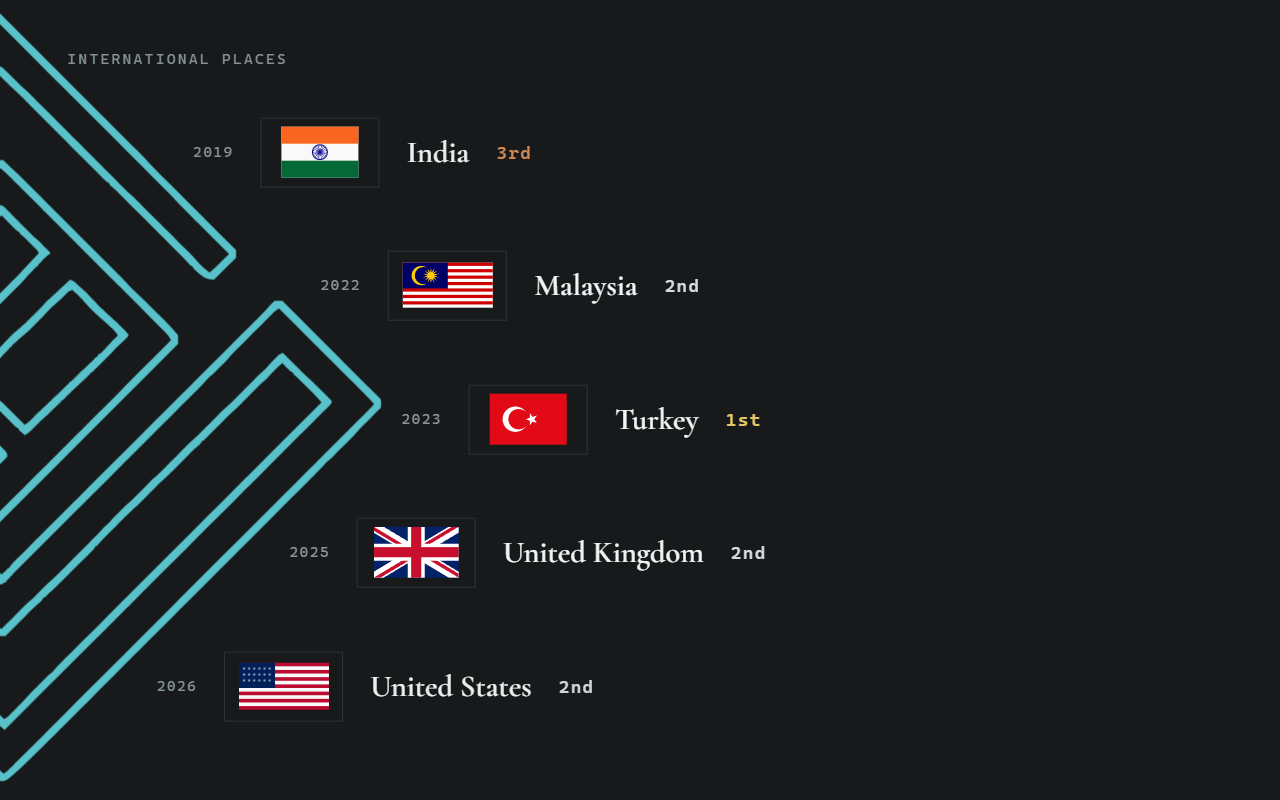 INTERNATIONAL PLACES
2019 India 3rd
2022 Malaysia 2nd
2023 Turkey 1st
2025 United Kingdom 2nd
2026 United States 2nd